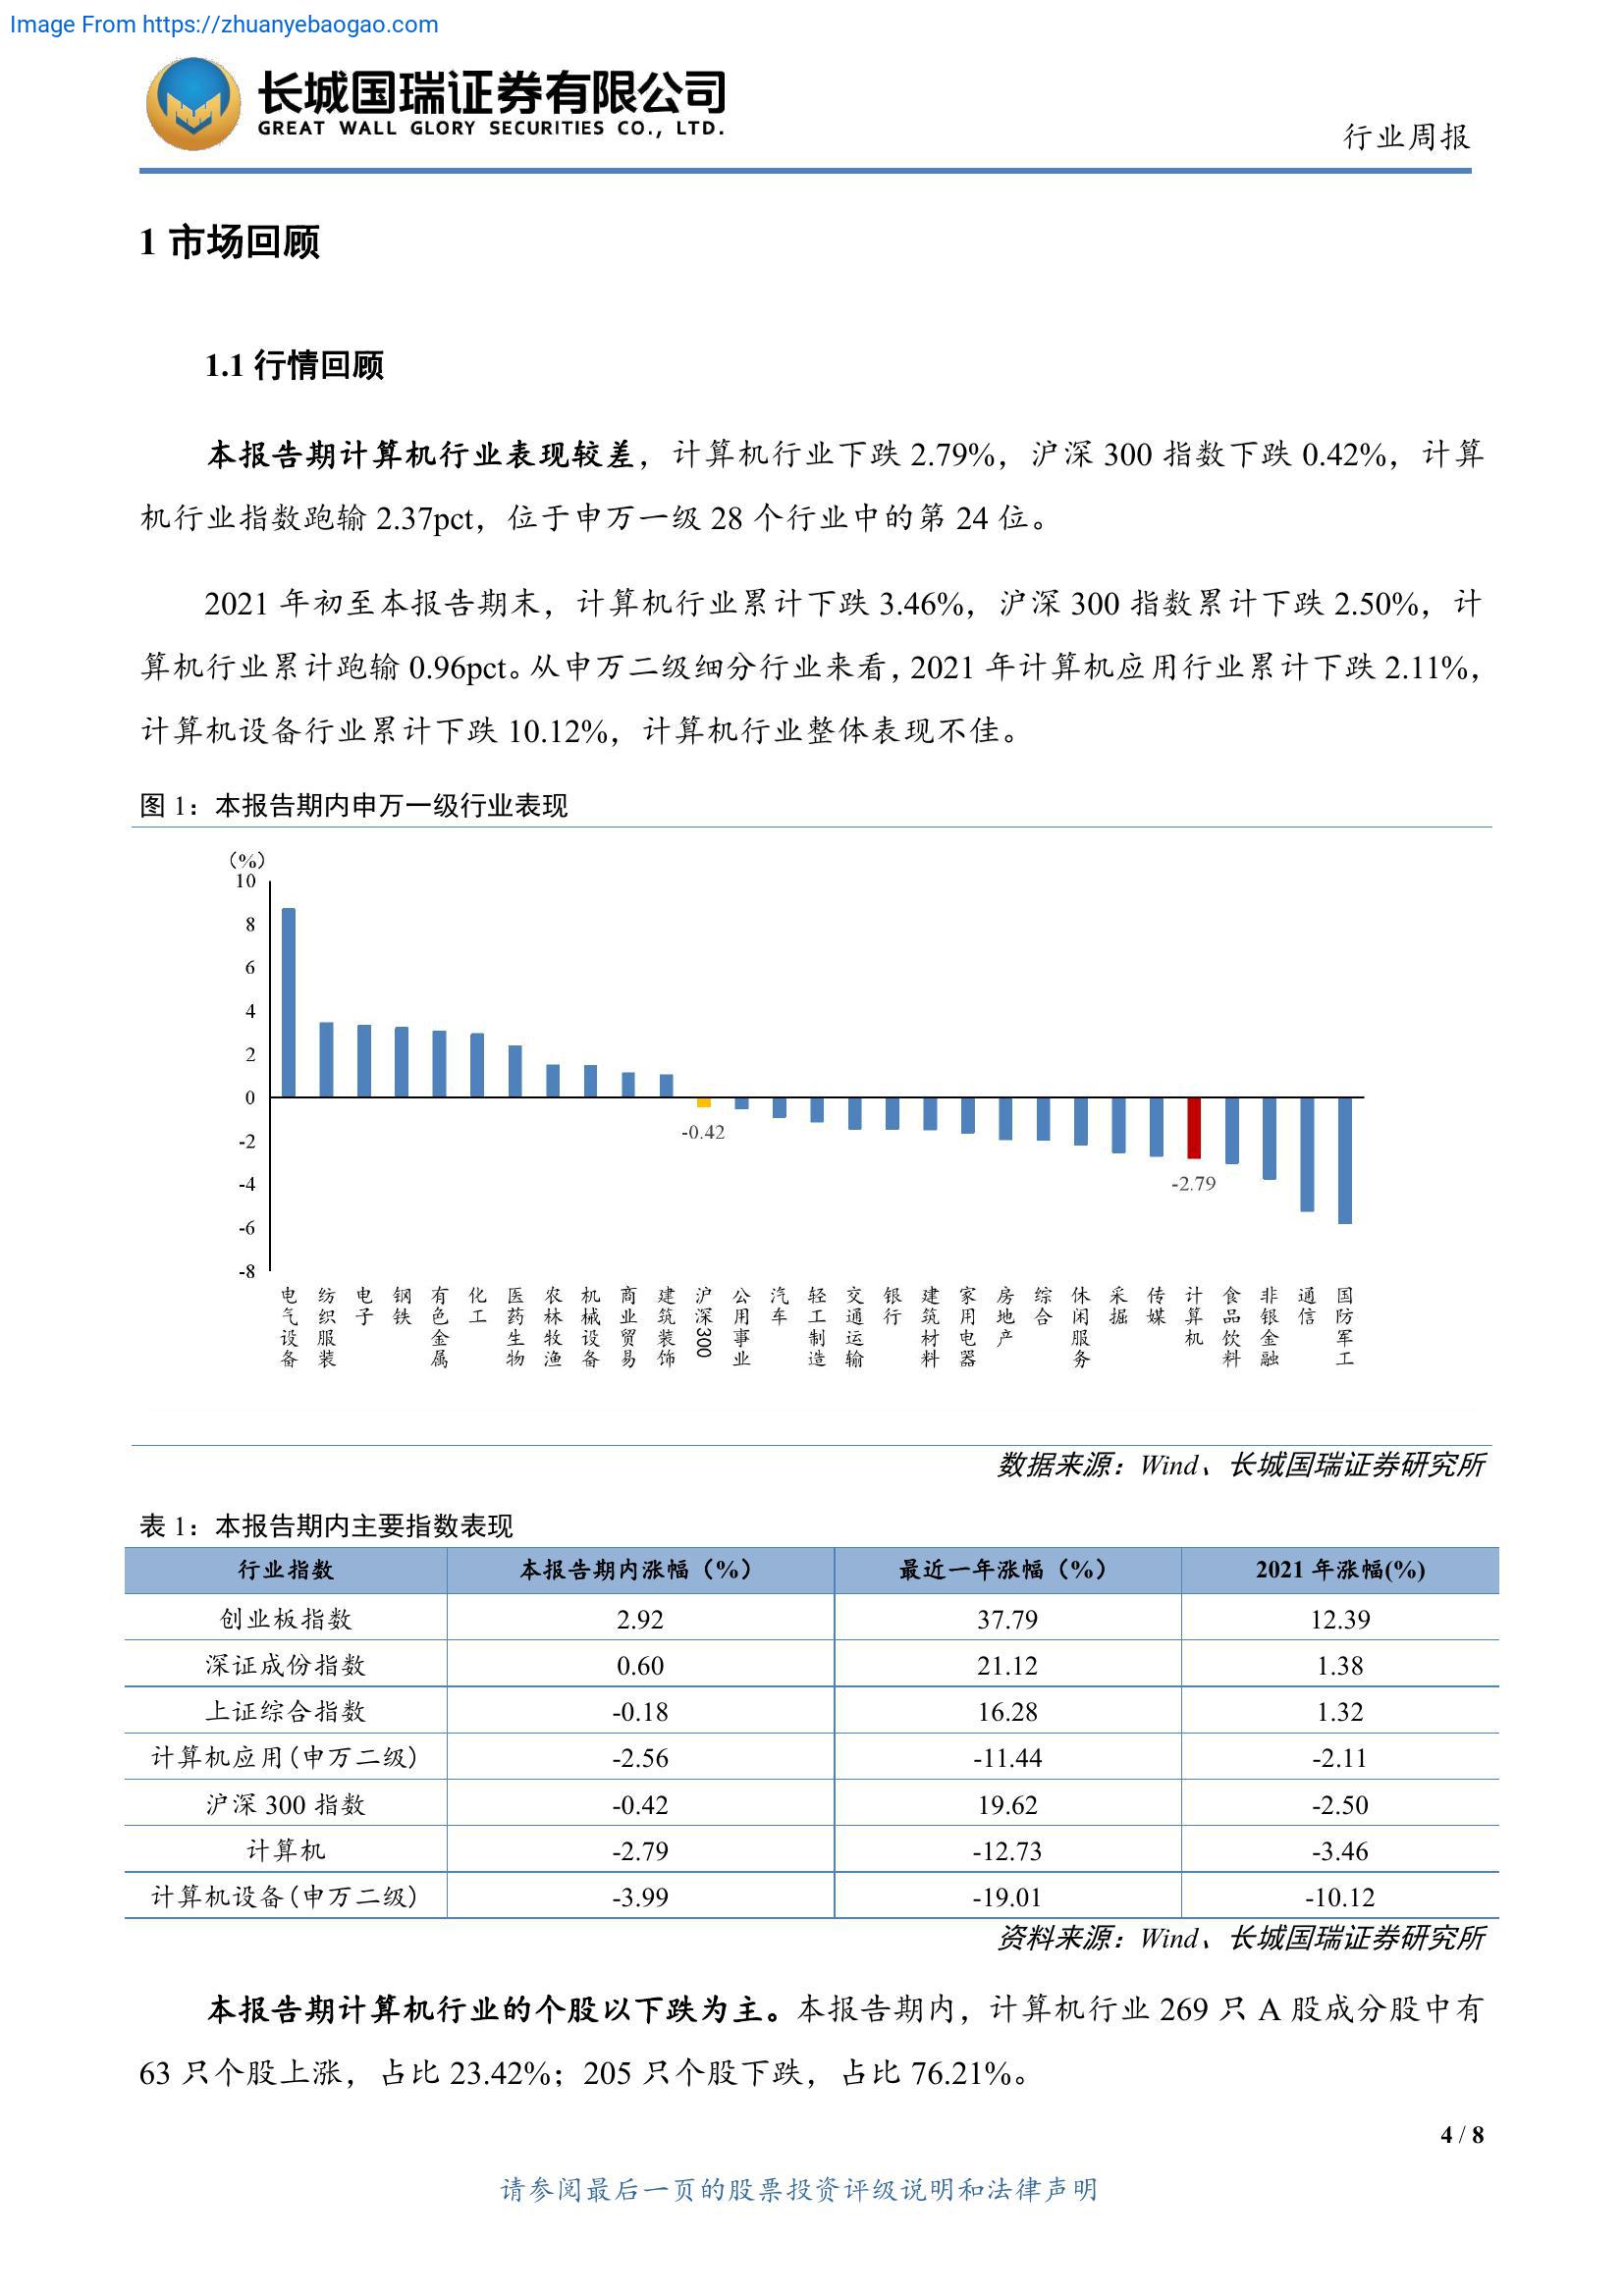 Image From https://zhuanyebaogao.com
长城国瑞证券有限公司
GREAT WALL GLORY SECURITIES CO., LTD.
行业周报
1 市场回顾
1.1 行情回顾
本报告期计算机行业表现较差，计算机行业下跌 2.79%，沪深 300 指数下跌 0.42%，计算
机行业指数跑输 2.37pct，位于申万一级 28 个行业中的第 24 位。
2021 年初至本报告期末，计算机行业累计下跌 3.46%，沪深 300 指数累计下跌 2.50%，计
算机行业累计跑输 0.96pct。从申万二级细分行业来看，2021 年计算机应用行业累计下跌 2.11%，
计算机设备行业累计下跌 10.12%，计算机行业整体表现不佳。
图 1：本报告期内申万一级行业表现
（%）
10
8
6
4
2
0
-2
-4
-6
-8
-0.42
-2.79
电气设备
纺织服装
电子
钢铁
有色金属
化工
医药生物
农林牧渔
机械设备
商业贸易
建筑装饰
沪深300
公用事业
汽车
轻工制造
交通运输
银行
建筑材料
家用电器
房地产
综合
休闲服务
采掘
传媒
计算机
食品饮料
非银金融
通信
国防军工
数据来源：Wind、长城国瑞证券研究所
表 1：本报告期内主要指数表现
行业指数 本报告期内涨幅（%） 最近一年涨幅（%） 2021 年涨幅(%)
创业板指数 2.92 37.79 12.39
深证成份指数 0.60 21.12 1.38
上证综合指数 -0.18 16.28 1.32
计算机应用(申万二级) -2.56 -11.44 -2.11
沪深 300 指数 -0.42 19.62 -2.50
计算机 -2.79 -12.73 -3.46
计算机设备(申万二级) -3.99 -19.01 -10.12
资料来源：Wind、长城国瑞证券研究所
本报告期计算机行业的个股以下跌为主。本报告期内，计算机行业 269 只 A 股成分股中有
63 只个股上涨，占比 23.42%；205 只个股下跌，占比 76.21%。
4 / 8
请参阅最后一页的股票投资评级说明和法律声明